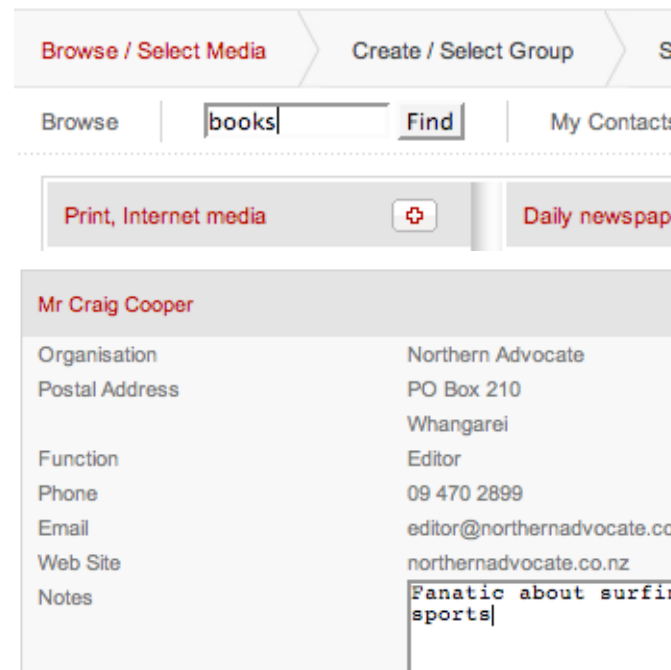 Browse / Select Media Create / Select Group S
Browse books Find My Contacts
Print, Internet media Daily newspap
Mr Craig Cooper
Organisation Northern Advocate
Postal Address PO Box 210
Whangarei
Function Editor
Phone 09 470 2899
Email editor@northernadvocate.co
Web Site northernadvocate.co.nz
Notes Fanatic about surfin
sports